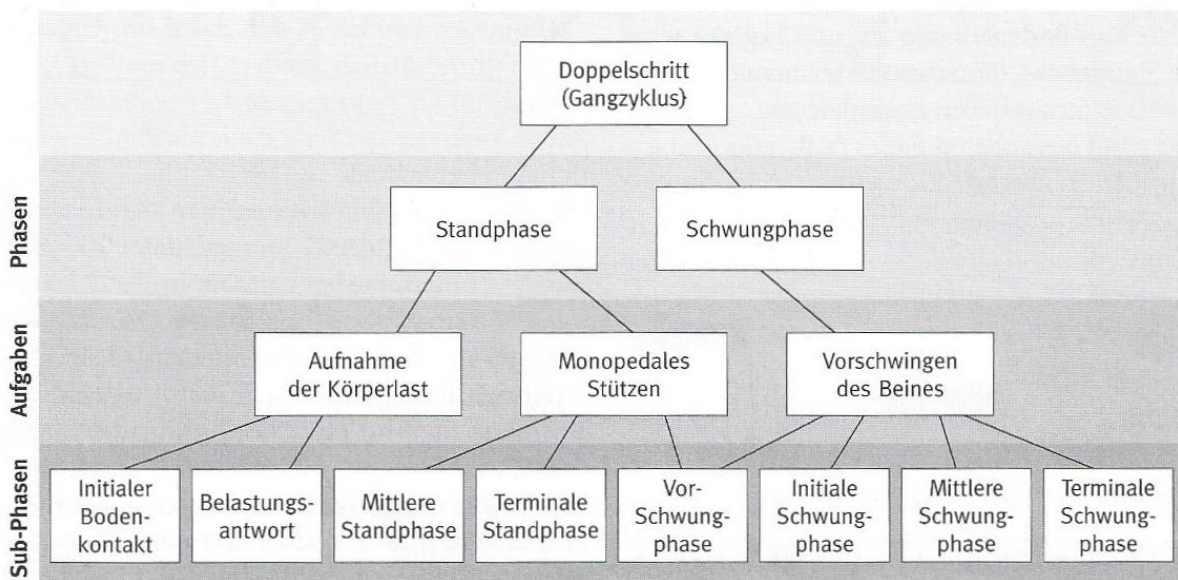 Doppelschritt
(Gangzyklus)
Phasen
Standphase
Schwungphase
Aufgaben
Aufnahme
der Körperlast
Monopedales
Stützen
Vorschwingen
des Beines
Sub-Phasen
Initialer
Boden-
kontakt
Belastungs-
antwort
Mittlere
Standphase
Terminale
Standphase
Vor-
Schwung-
phase
Initiale
Schwung-
phase
Mittlere
Schwung-
phase
Terminale
Schwung-
phase